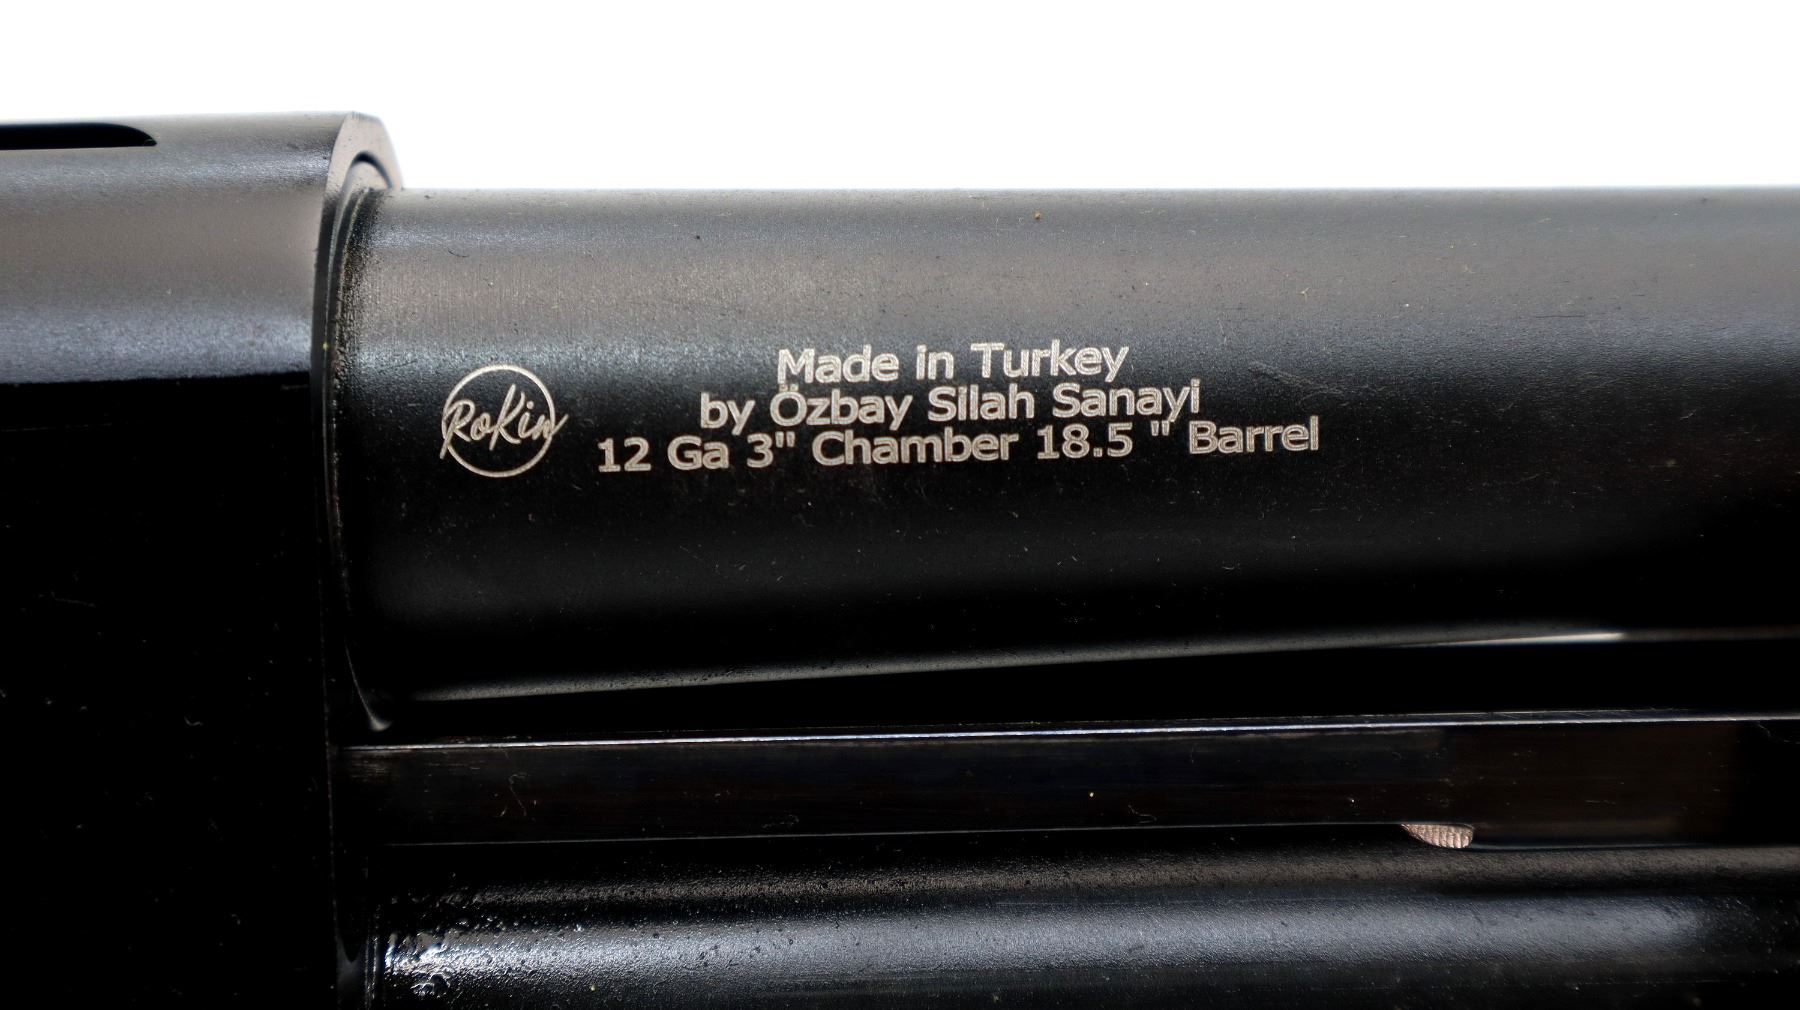 RoKin
Made in Turkey
by Özbay Silah Sanayi
12 Ga 3" Chamber 18.5 " Barrel